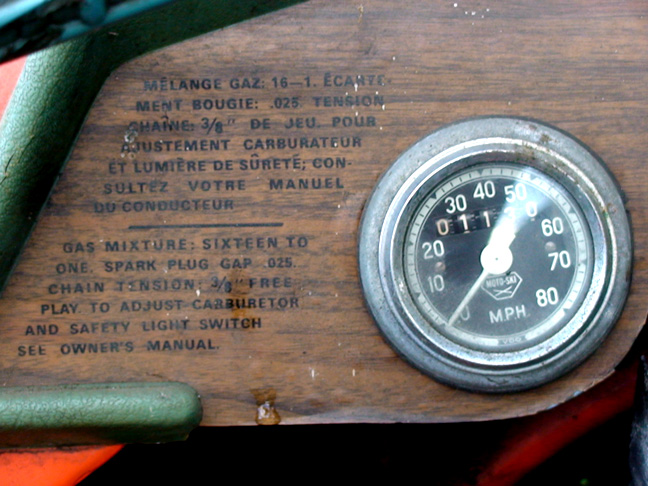 MÉLANGE GAZ: 16—1. ÉCARTE-
MENT BOUGIE: .025. TENSION
CHAÎNE: 3/8" DE JEU. POUR
AJUSTEMENT CARBURATEUR
ET LUMIÈRE DE SÛRETÉ; CON-
SULTEZ VOTRE MANUEL
DU CONDUCTEUR
GAS MIXTURE: SIXTEEN TO
ONE. SPARK PLUG GAP .025.
CHAIN TENSION 3/8" FREE
PLAY. TO ADJUST CARBURETOR
AND SAFETY LIGHT SWITCH
SEE OWNER'S MANUAL.
0 10 20 30 40 50 60 70 80
0 1 1
MOTO-SKI
MPH